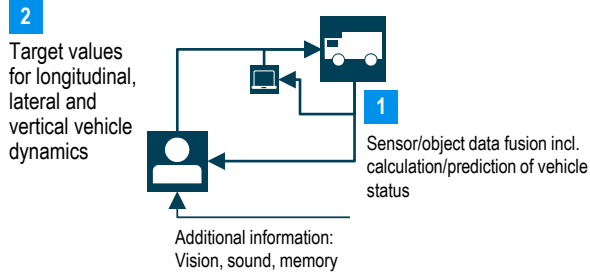 2
Target values
for longitudinal,
lateral and
vertical vehicle
dynamics
1
Sensor/object data fusion incl.
calculation/prediction of vehicle
status
Additional information:
Vision, sound, memory